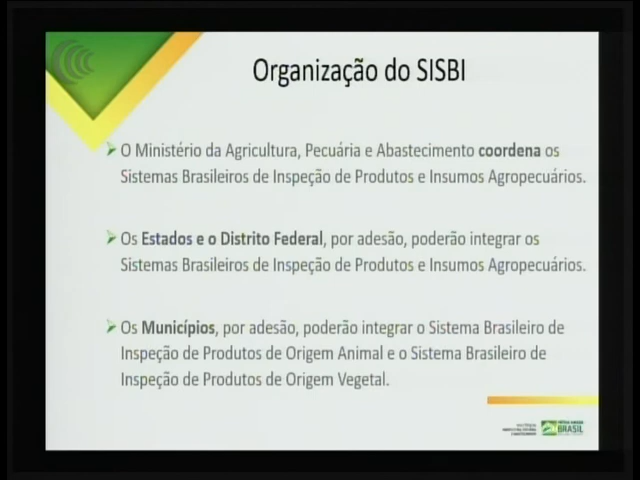 Organização do SISBI
O Ministério da Agricultura, Pecuária e Abastecimento coordena os
Sistemas Brasileiros de Inspeção de Produtos e Insumos Agropecuários.
Os Estados e o Distrito Federal, por adesão, poderão integrar os
Sistemas Brasileiros de Inspeção de Produtos e Insumos Agropecuários.
Os Municípios, por adesão, poderão integrar o Sistema Brasileiro de
Inspeção de Produtos de Origem Animal e o Sistema Brasileiro de
Inspeção de Produtos de Origem Vegetal.
BRASIL